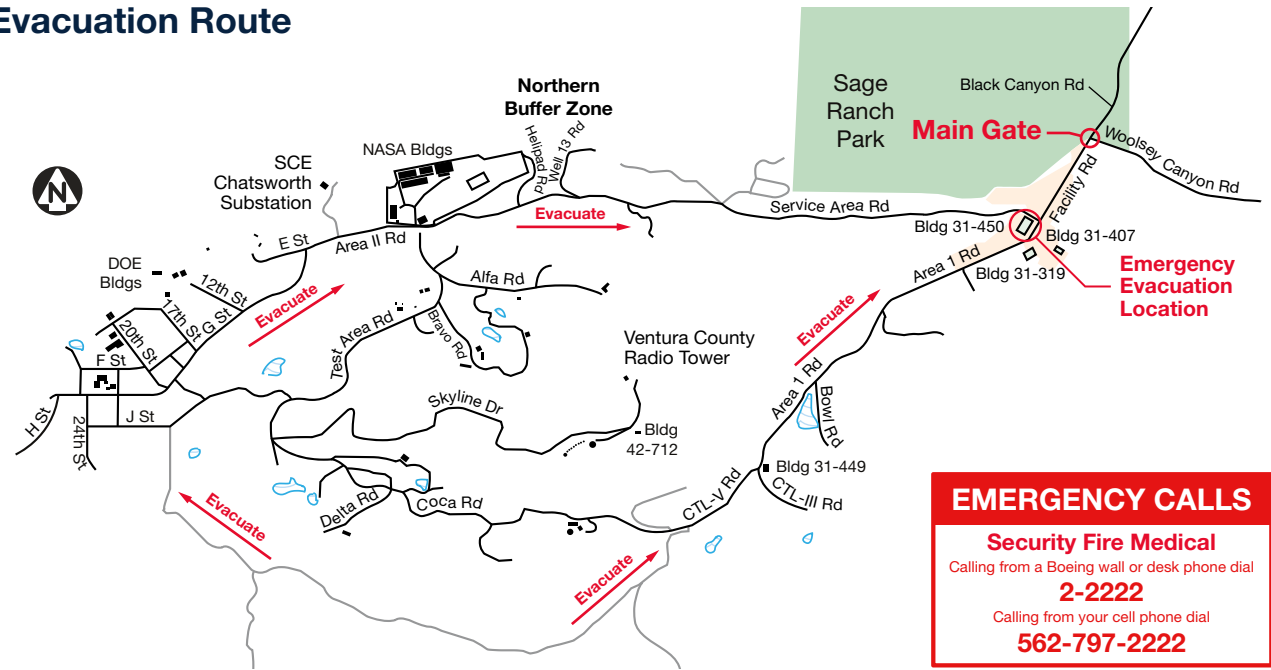 Evacuation Route
Northern
Buffer Zone
Sage
Ranch
Park
Black Canyon Rd
Main Gate
Woolsey Canyon Rd
N
SCE
Chatsworth
Substation
NASA Bldgs
Helipad Rd
Well 13 Rd
Evacuate
Service Area Rd
Facility Rd
Bldg 31-450
Bldg 31-407
Bldg 31-319
Area 1 Rd
Emergency
Evacuation
Location
E St
Area II Rd
DOE
Bldgs
12th St
17th St
G St
20th St
F St
H St
24th St
J St
Evacuate
Alfa Rd
Test Area Rd
Bravo Rd
Ventura County
Radio Tower
Evacuate
Skyline Dr
Bldg
42-712
Area 1 Rd
Bowl Rd
Bldg 31-449
CTL-III Rd
CTL-V Rd
Delta Rd
Coca Rd
Evacuate
Evacuate
EMERGENCY CALLS
Security Fire Medical
Calling from a Boeing wall or desk phone dial
2-2222
Calling from your cell phone dial
562-797-2222